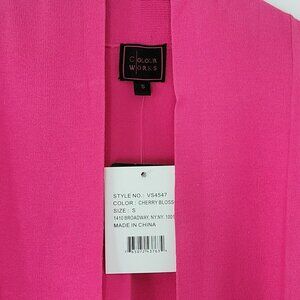 COLOUR
WORKS
S
STYLE NO.: VS4547
COLOR: CHERRY BLOSS
SIZE: S
1410 BROADWAY, NY.NY. 1001
MADE IN CHINA